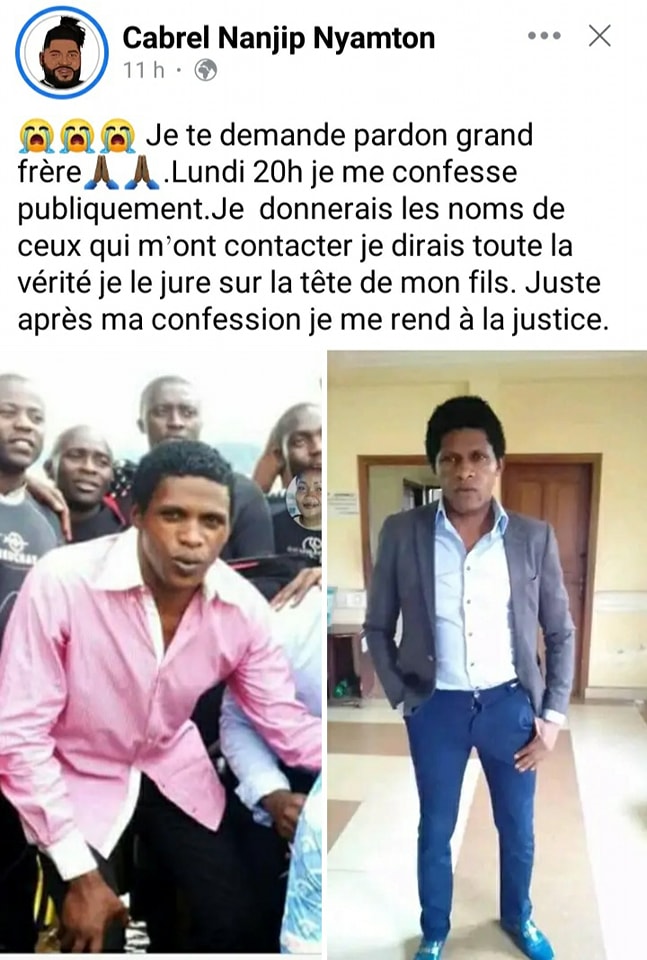 Cabrel Nanjip Nyamton
11 h
😭😭😭 Je te demande pardon grand
frère🙏🏿🙏🏿.Lundi 20h je me confesse
publiquement.Je donnerais les noms de
ceux qui m'ont contacter je dirais toute la
vérité je le jure sur la tête de mon fils. Juste
après ma confession je me rend à la justice.